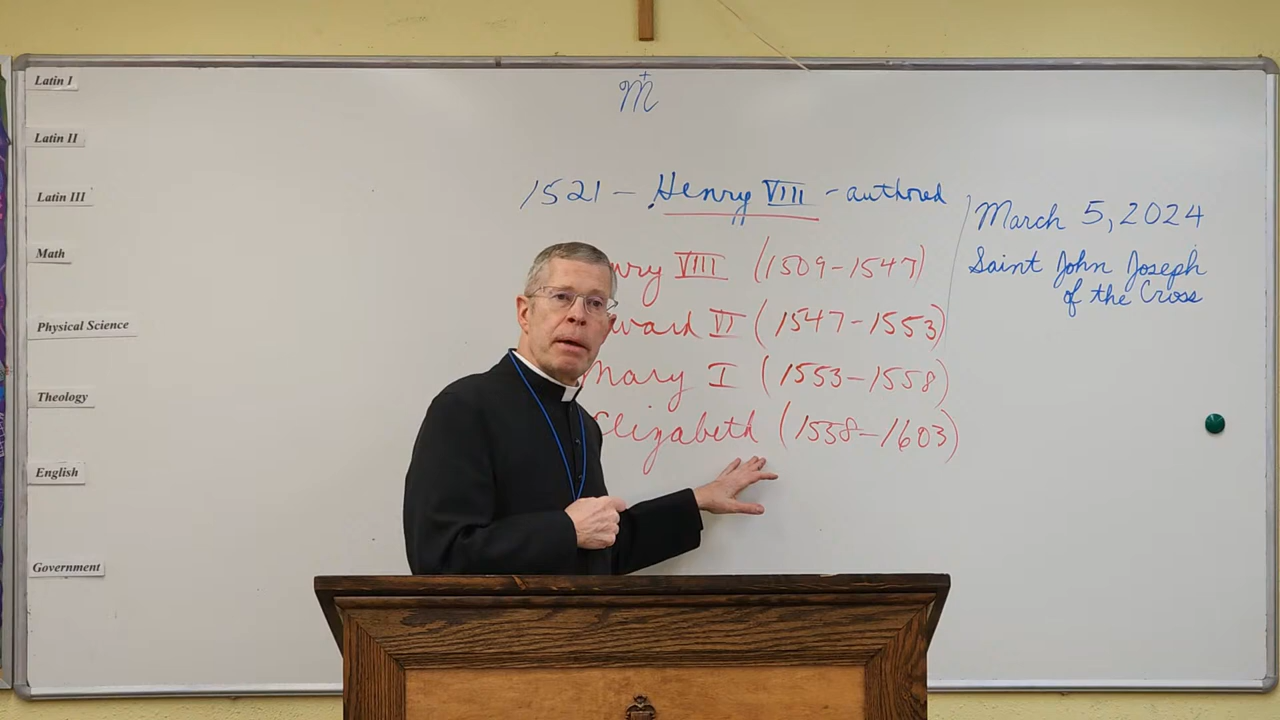 Latin I
Latin II
Latin III
Math
Physical Science
Theology
English
Government
M
1521 - Henry VIII - authored
VIII (1509-1547)
VI (1547-1553)
Mary I (1553-1558)
Elizabeth (1558-1603)
March 5, 2024
Saint John Joseph
of the Cross